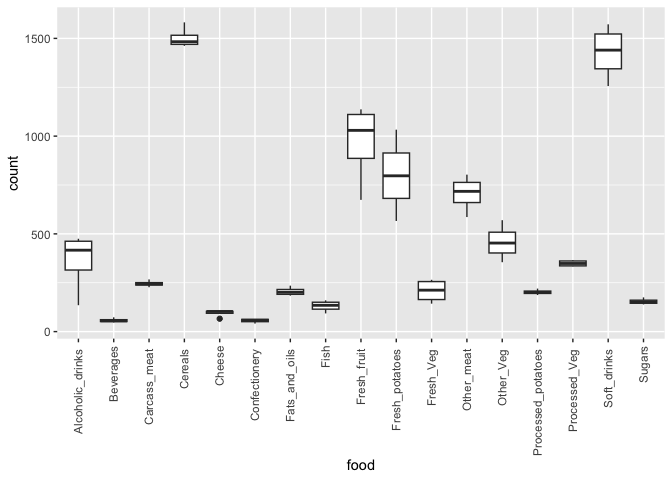 1500
1000
500
0
count
Alcoholic_drinks
Beverages
Carcass_meat
Cereals
Cheese
Confectionery
Fats_and_oils
Fish
Fresh_fruit
Fresh_potatoes
Fresh_Veg
Other_meat
Other_Veg
Processed_potatoes
Processed_Veg
Soft_drinks
Sugars
food